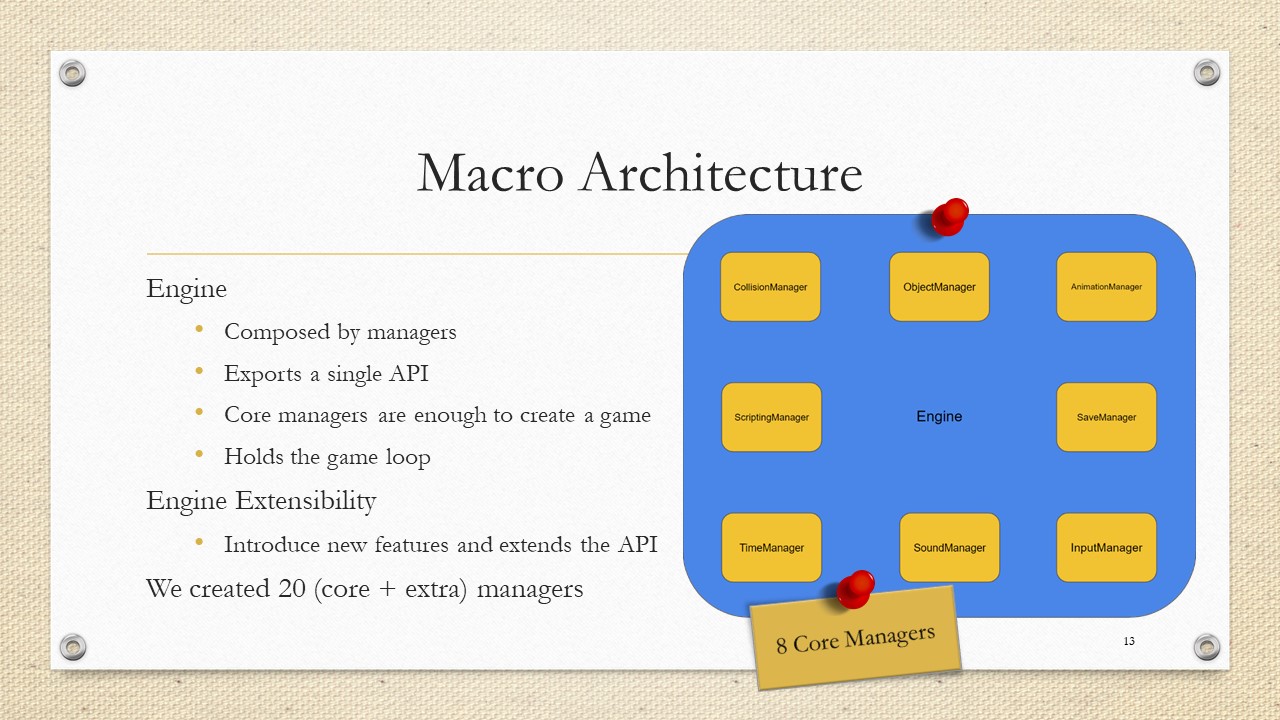 Macro Architecture
Engine
• Composed by managers
• Exports a single API
• Core managers are enough to create a game
• Holds the game loop
Engine Extensibility
• Introduce new features and extends the API
We created 20 (core + extra) managers
CollisionManager
ObjectManager
AnimationManager
ScriptingManager
Engine
SaveManager
TimeManager
SoundManager
InputManager
8 Core Managers
13